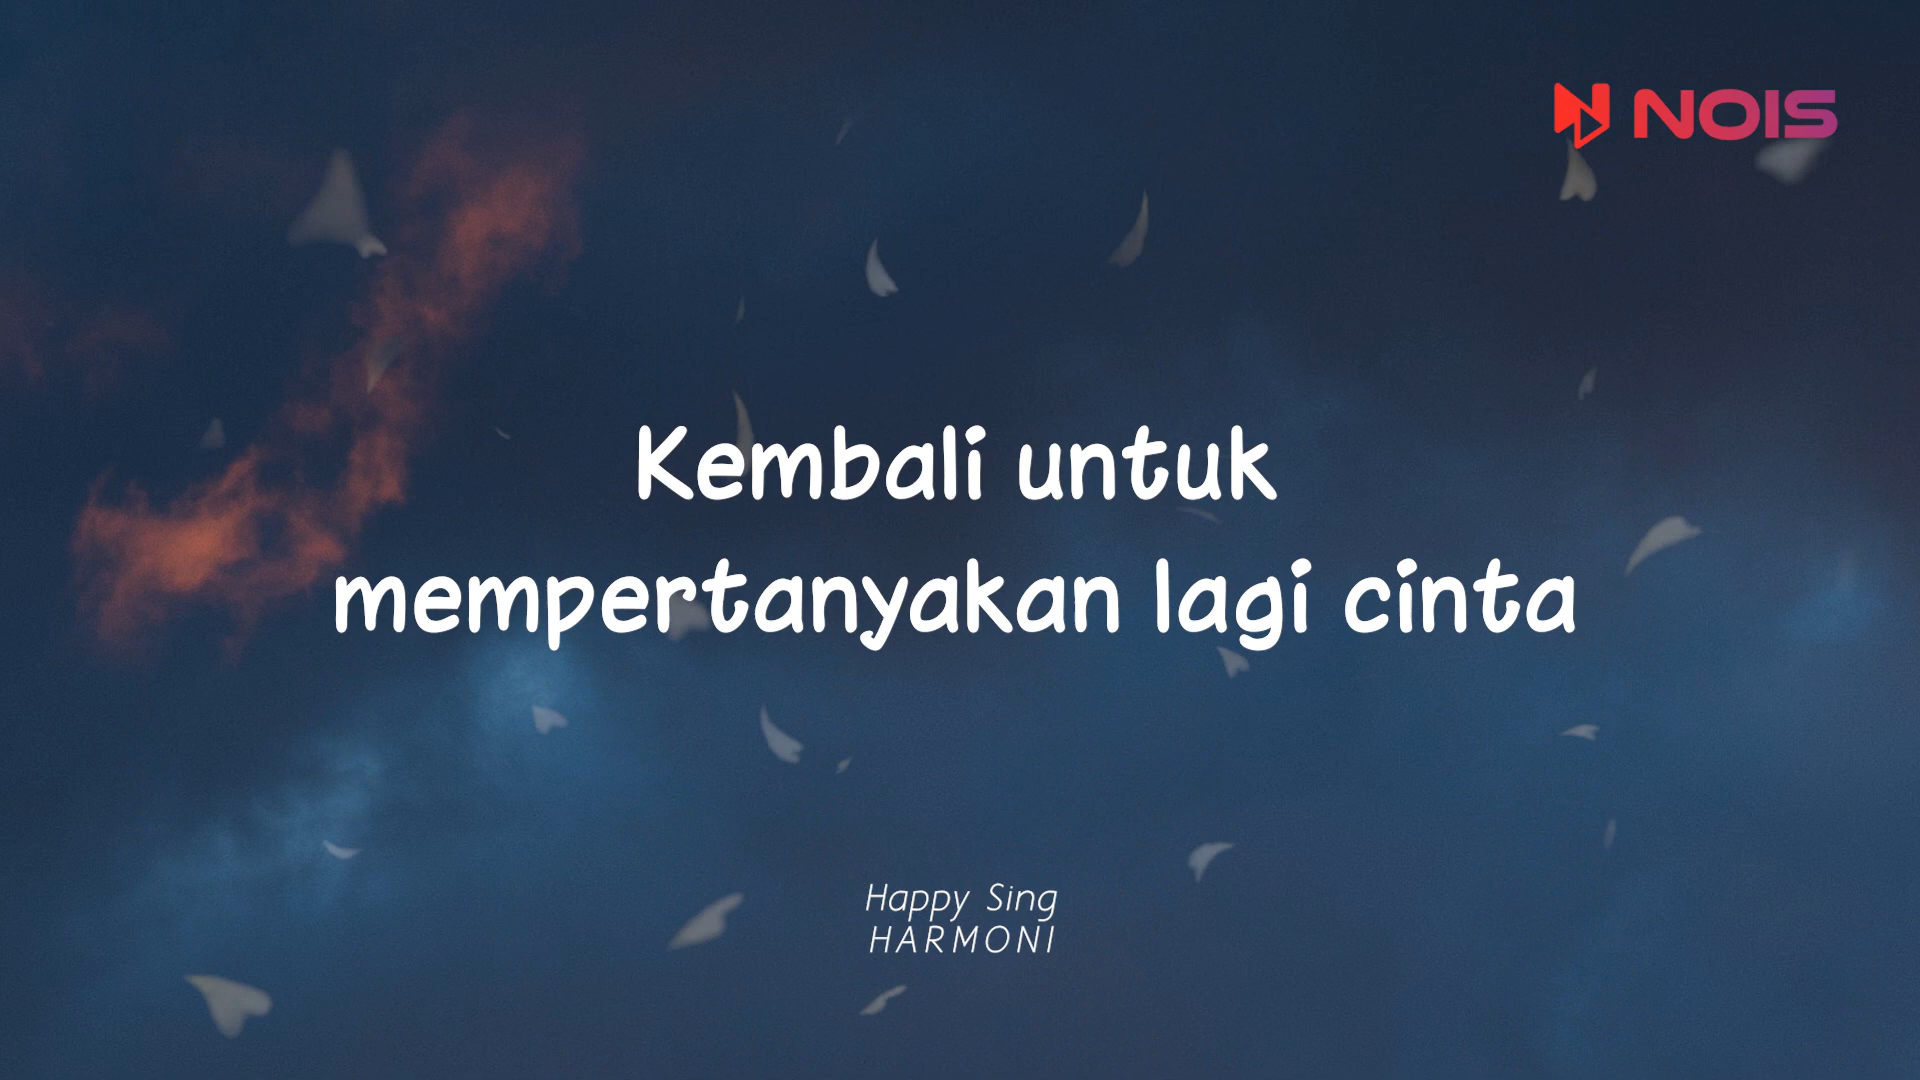 NOIS
Kembali untuk
mempertanyakan lagi cinta
Happy Sing
HARMONI